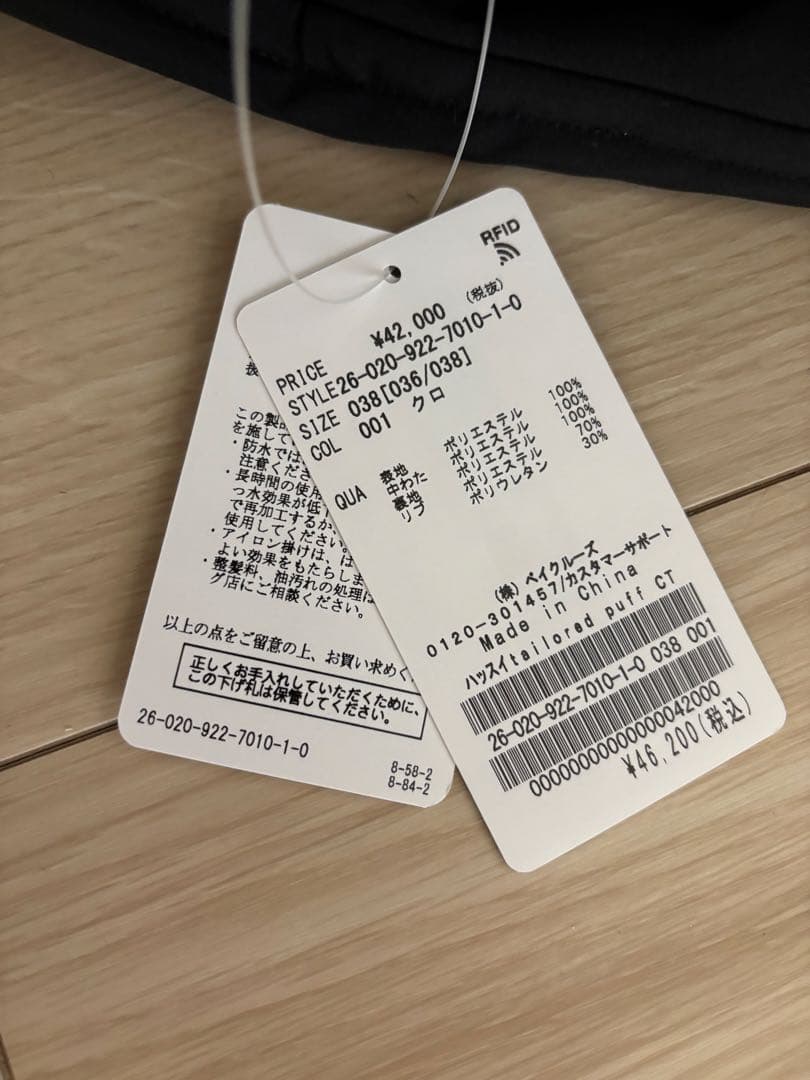 RFID
PRICE ¥42,000 (税抜)
STYLE26-020-922-7010-1-0
SIZE 038[036/038]
COL 001 クロ
QUA 表地 ポリエステル 100%
中わた ポリエステル 100%
裏地 ポリエステル 100%
リブ ポリエステル 70%
ポリウレタン 30%
(株) ベイクルーズ
0120-301457/カスタマーサポート
Made in China
ハッスイtailored puff CT
26-020-922-7010-1-0 038 001
0000000000000042000
¥46,200(税込)
この製
を施して
・防水では
注意くださ
・長時間の使用
っ水効果が低
で再加工するか、
使用してください。
・アイロン掛けは、は
よい効果をもたらしま
・整髪料、油汚れの処理は
グ店にご相談ください。
以上の点をご留意の上、お買い求めく
正しくお手入れしていただくために、
この下げ札は保管してください。
26-020-922-7010-1-0
8-58-2
8-84-2